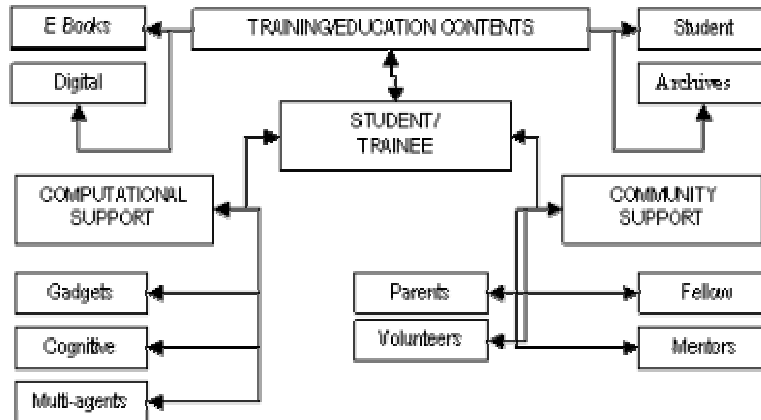 E Books
TRAINING/EDUCATION CONTENTS
Student
Digital
Archives
STUDENT/
TRAINEE
COMPUTATIONAL
SUPPORT
COMMUNITY
SUPPORT
Gadgets
Parents
Fellow
Cognitive
Volunteers
Mentors
Multi-agents